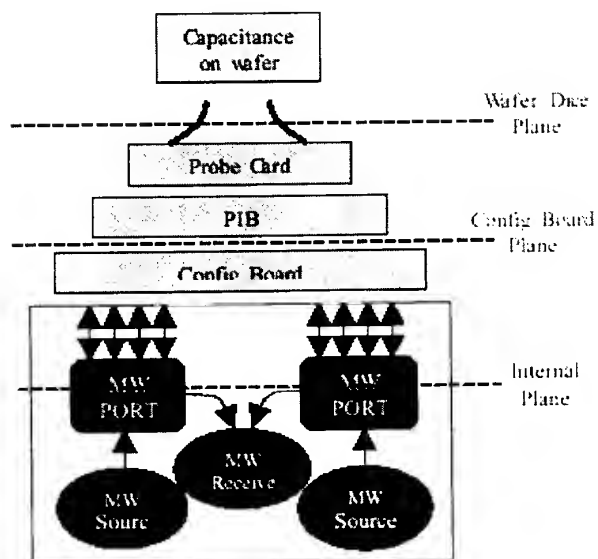 Capacitance
on wafer
Wafer Dice
Plane
Probe Card
PIB
Config Board
Plane
Config Board
MW
PORT
MW
PORT
Internal
Plane
MW
Receive
MW
Sourc
MW
Source